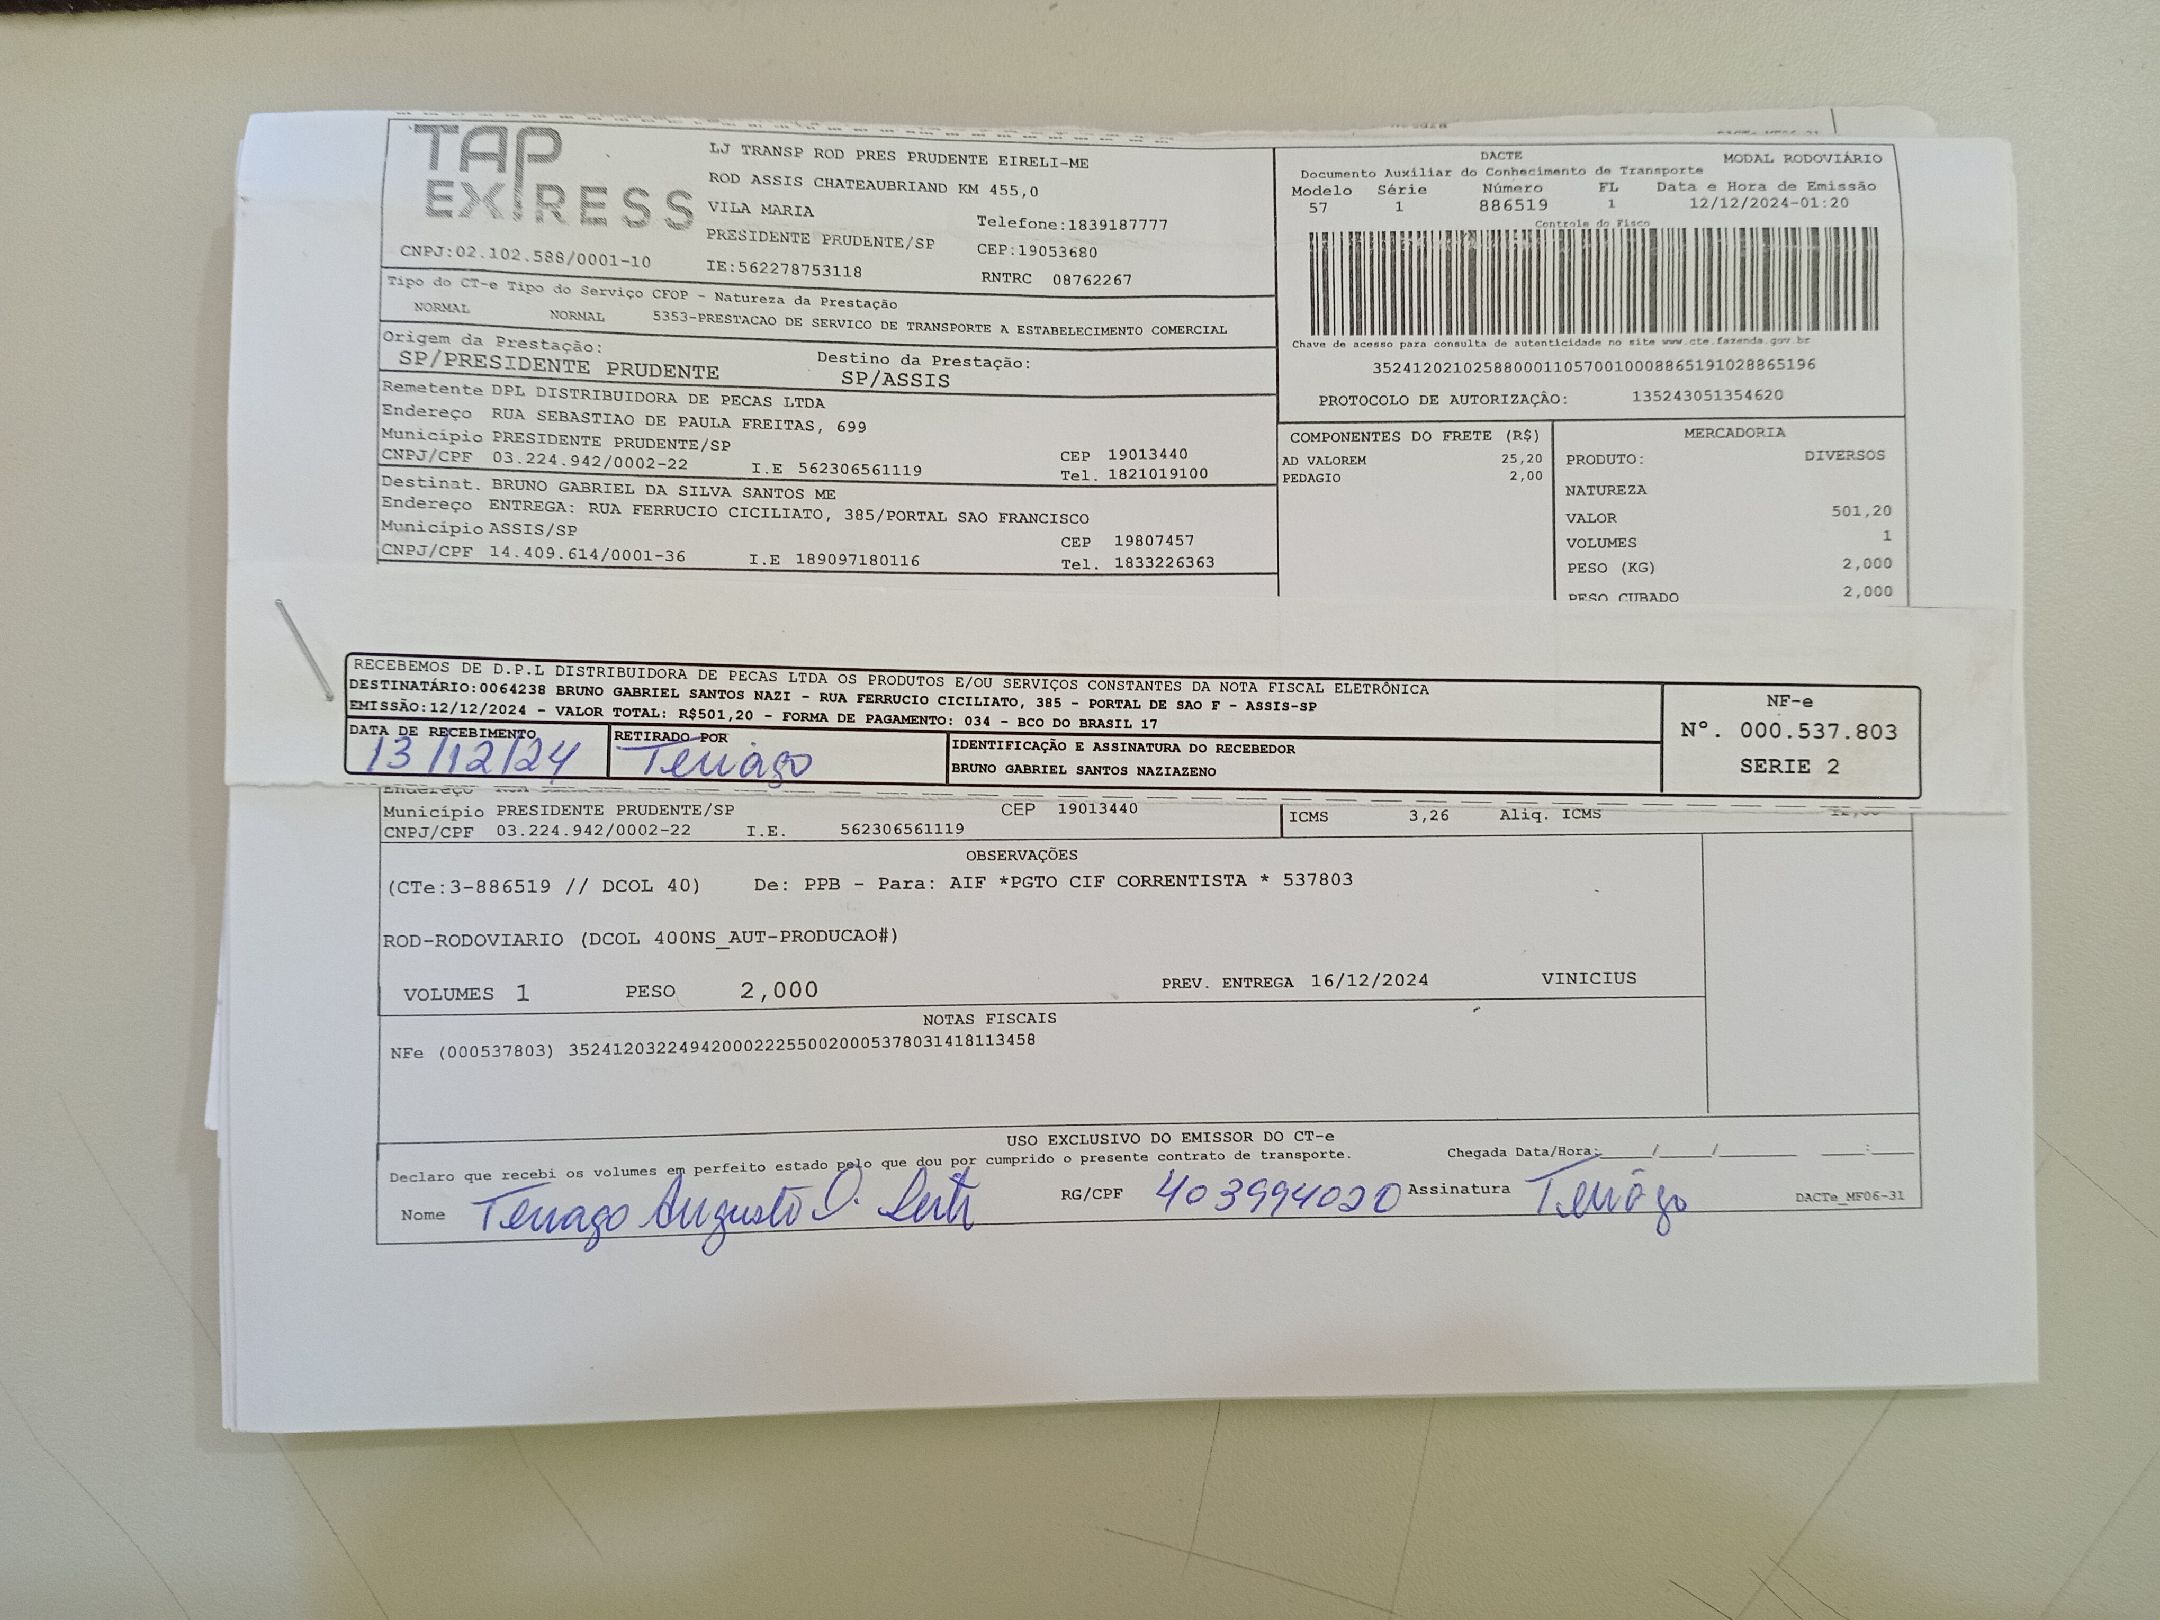 TAP
EXPRESS
CNPJ:02.102.588/0001-10
LJ TRANSP ROD PRES PRUDENTE EIRELI-ME
ROD ASSIS CHATEAUBRIAND KM 455,0
VILA MARIA
Telefone:1839187777
PRESIDENTE PRUDENTE/SP CEP:19053680
IE:562278753118 RNTRC 08762267
DACTE MODAL RODOVIÁRIO
Documento Auxiliar do Conhecimento de Transporte
Modelo Série Número FL Data e Hora de Emissão
57 1 886519 1 12/12/2024-01:20
Controle do Fisco
Chave de acesso para consulta de autenticidade no site www.cte.fazenda.gov.br
35241202102588000110570010008865191028865196
PROTOCOLO DE AUTORIZAÇÃO: 135243051354620
Tipo do CT-e Tipo do Serviço CFOP - Natureza da Prestação
NORMAL NORMAL 5353-PRESTACAO DE SERVICO DE TRANSPORTE A ESTABELECIMENTO COMERCIAL
Origem da Prestação: Destino da Prestação:
SP/PRESIDENTE PRUDENTE SP/ASSIS
Remetente DPL DISTRIBUIDORA DE PECAS LTDA
Endereço RUA SEBASTIAO DE PAULA FREITAS, 699
Município PRESIDENTE PRUDENTE/SP CEP 19013440
CNPJ/CPF 03.224.942/0002-22 I.E 562306561119 Tel. 1821019100
Destinat. BRUNO GABRIEL DA SILVA SANTOS ME
Endereço ENTREGA: RUA FERRUCIO CICILIATO, 385/PORTAL SAO FRANCISCO
Município ASSIS/SP CEP 19807457
CNPJ/CPF 14.409.614/0001-36 I.E 189097180116 Tel. 1833226363
COMPONENTES DO FRETE (R$)
AD VALOREM 25,20
PEDAGIO 2,00
MERCADORIA
PRODUTO: DIVERSOS
NATUREZA
VALOR 501,20
VOLUMES 1
PESO (KG) 2,000
PESO CUBADO 2,000
RECEBEMOS DE D.P.L DISTRIBUIDORA DE PECAS LTDA OS PRODUTOS E/OU SERVIÇOS CONSTANTES DA NOTA FISCAL ELETRÔNICA
DESTINATÁRIO:0064238 BRUNO GABRIEL SANTOS NAZI - RUA FERRUCIO CICILIATO, 385 - PORTAL DE SAO F - ASSIS-SP
EMISSÃO:12/12/2024 - VALOR TOTAL: R$501,20 - FORMA DE PAGAMENTO: 034 - BCO DO BRASIL 17
DATA DE RECEBIMENTO RETIRADO POR IDENTIFICAÇÃO E ASSINATURA DO RECEBEDOR
13/12/24 BRUNO GABRIEL SANTOS NAZIAZENO
NF-e
Nº. 000.537.803
SERIE 2
Endereço
Município PRESIDENTE PRUDENTE/SP CEP 19013440
CNPJ/CPF 03.224.942/0002-22 I.E. 562306561119
ICMS 3,26 Aliq. ICMS
OBSERVAÇÕES
(CTe:3-886519 // DCOL 40) De: PPB - Para: AIF *PGTO CIF CORRENTISTA * 537803
ROD-RODOVIARIO (DCOL 400NS_AUT-PRODUCAO#)
VOLUMES 1 PESO 2,000 PREV. ENTREGA 16/12/2024 VINICIUS
NOTAS FISCAIS
NFe (000537803) 35241203224942000222550020005378031418113458
USO EXCLUSIVO DO EMISSOR DO CT-e
Declaro que recebi os volumes em perfeito estado pelo que dou por cumprido o presente contrato de transporte. Chegada Data/Hora:____/____/______ ___:___
Nome Augusto RG/CPF 403994020 Assinatura DACTe_MF06-31